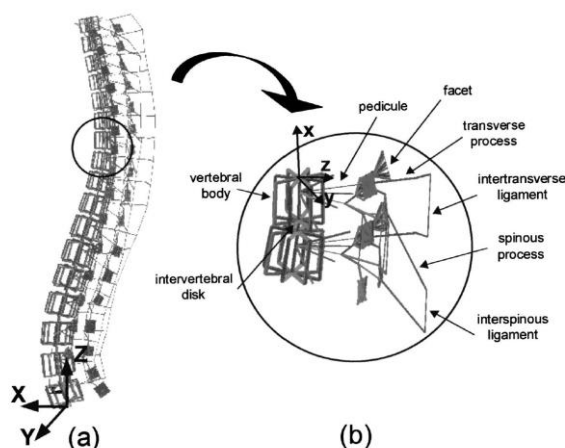 facet
pedicule
transverse
process
x
z
y
vertebral
body
intertransverse
ligament
spinous
process
intervertebral
disk
interspinous
ligament
Z
X
Y
(a)
(b)